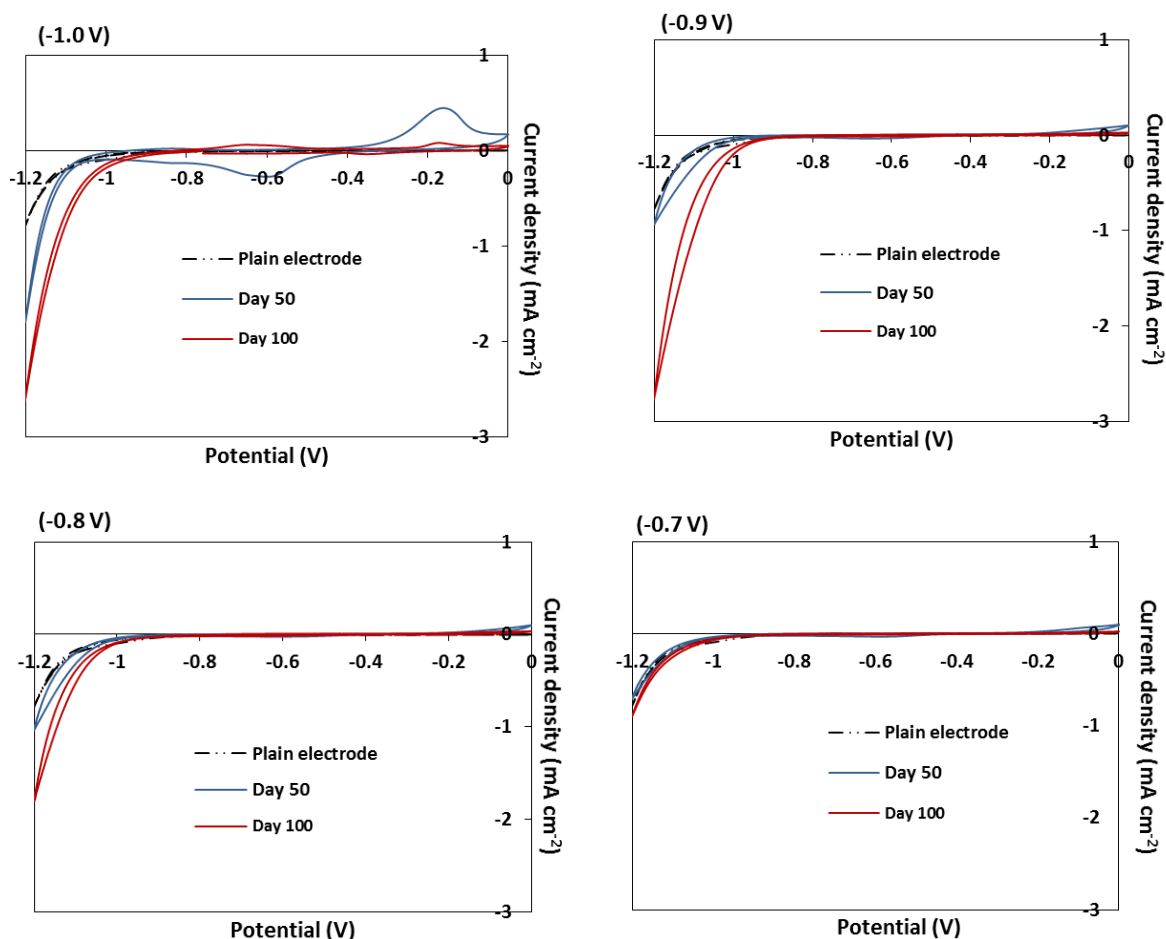 (-1.0 V)
1
0
-1.2
-1
-0.8
-0.6
-0.4
-0.2
0
-1
-2
-3
Plain electrode
Day 50
Day 100
Potential (V)
Current density (mA cm-2)
(-0.9 V)
1
0
-1.2
-1
-0.8
-0.6
-0.4
-0.2
0
-1
-2
-3
Plain electrode
Day 50
Day 100
Potential (V)
Current density (mA cm-2)
(-0.8 V)
1
0
-1.2
-1
-0.8
-0.6
-0.4
-0.2
0
-1
-2
-3
Plain electrode
Day 50
Day 100
Potential (V)
Current density (mA cm-2)
(-0.7 V)
1
0
-1.2
-1
-0.8
-0.6
-0.4
-0.2
0
-1
-2
-3
Plain electrode
Day 50
Day 100
Potential (V)
Current density (mA cm-2)